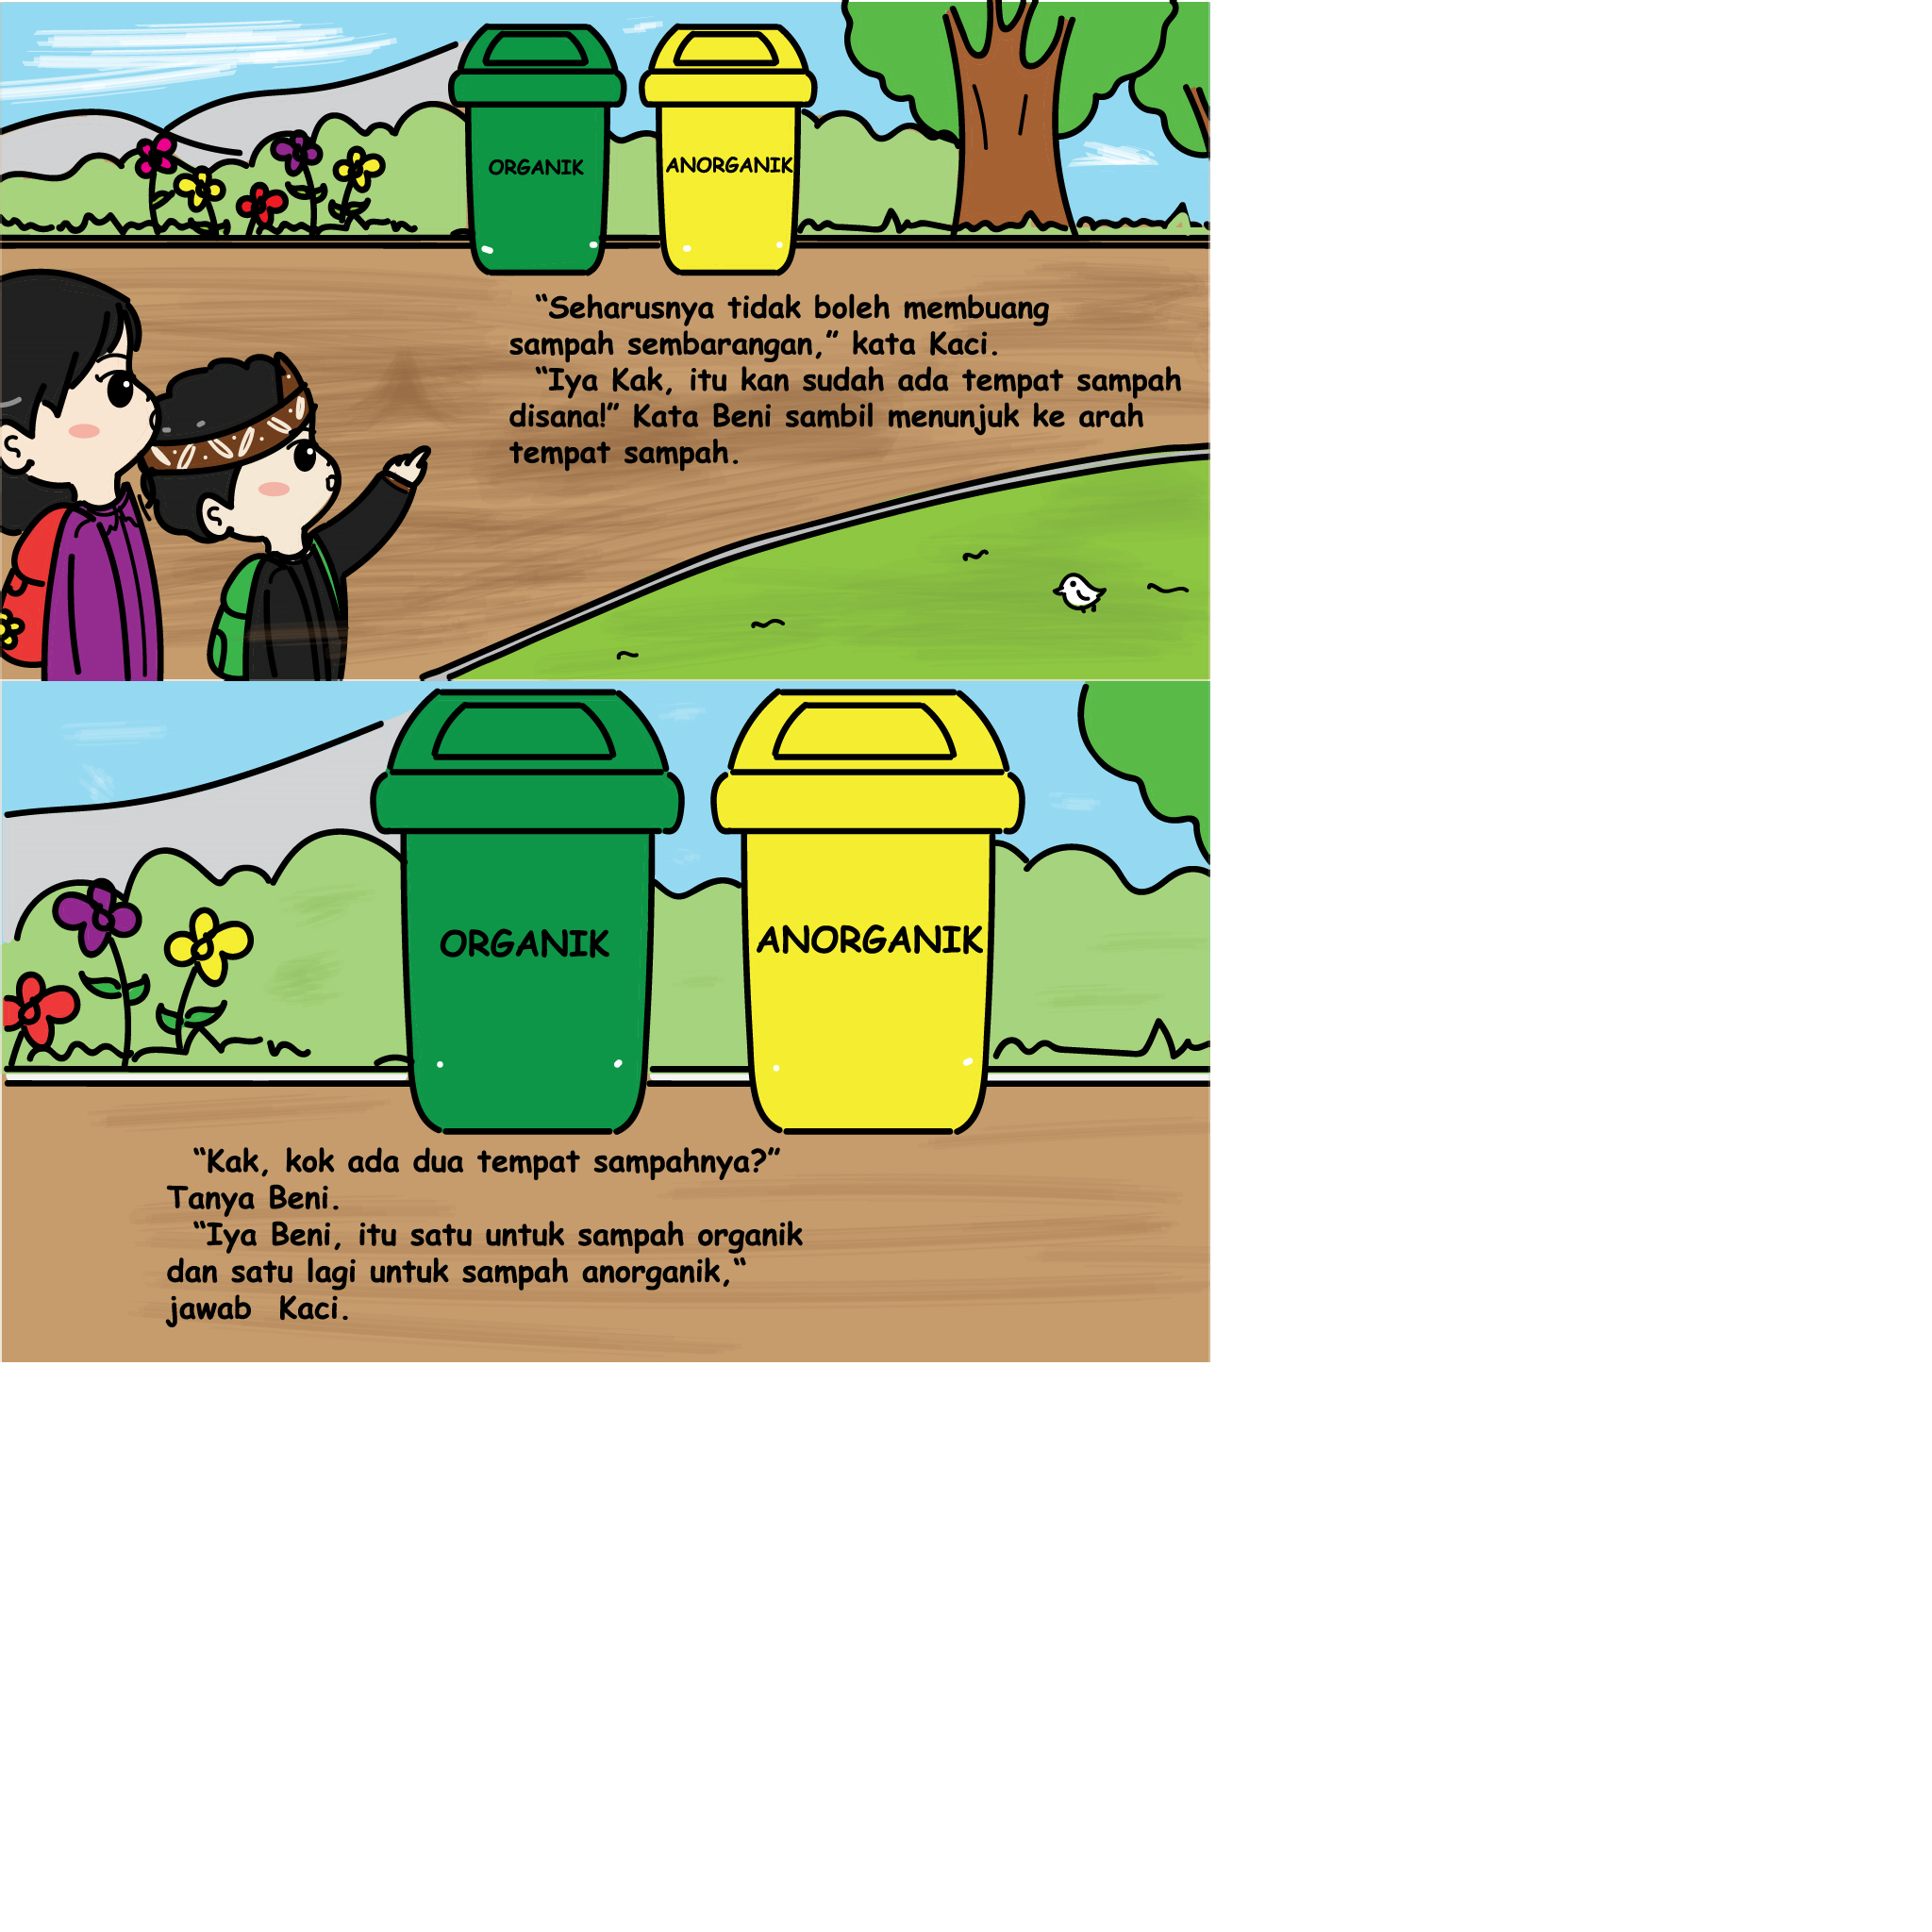 ORGANIK
ANORGANIK
“Seharusnya tidak boleh membuang
sampah sembarangan,” kata Kaci.
“Iya Kak, itu kan sudah ada tempat sampah
disana!” Kata Beni sambil menunjuk ke arah
tempat sampah.
ORGANIK
ANORGANIK
“Kak, kok ada dua tempat sampahnya?”
Tanya Beni.
“Iya Beni, itu satu untuk sampah organik
dan satu lagi untuk sampah anorganik,“
jawab Kaci.